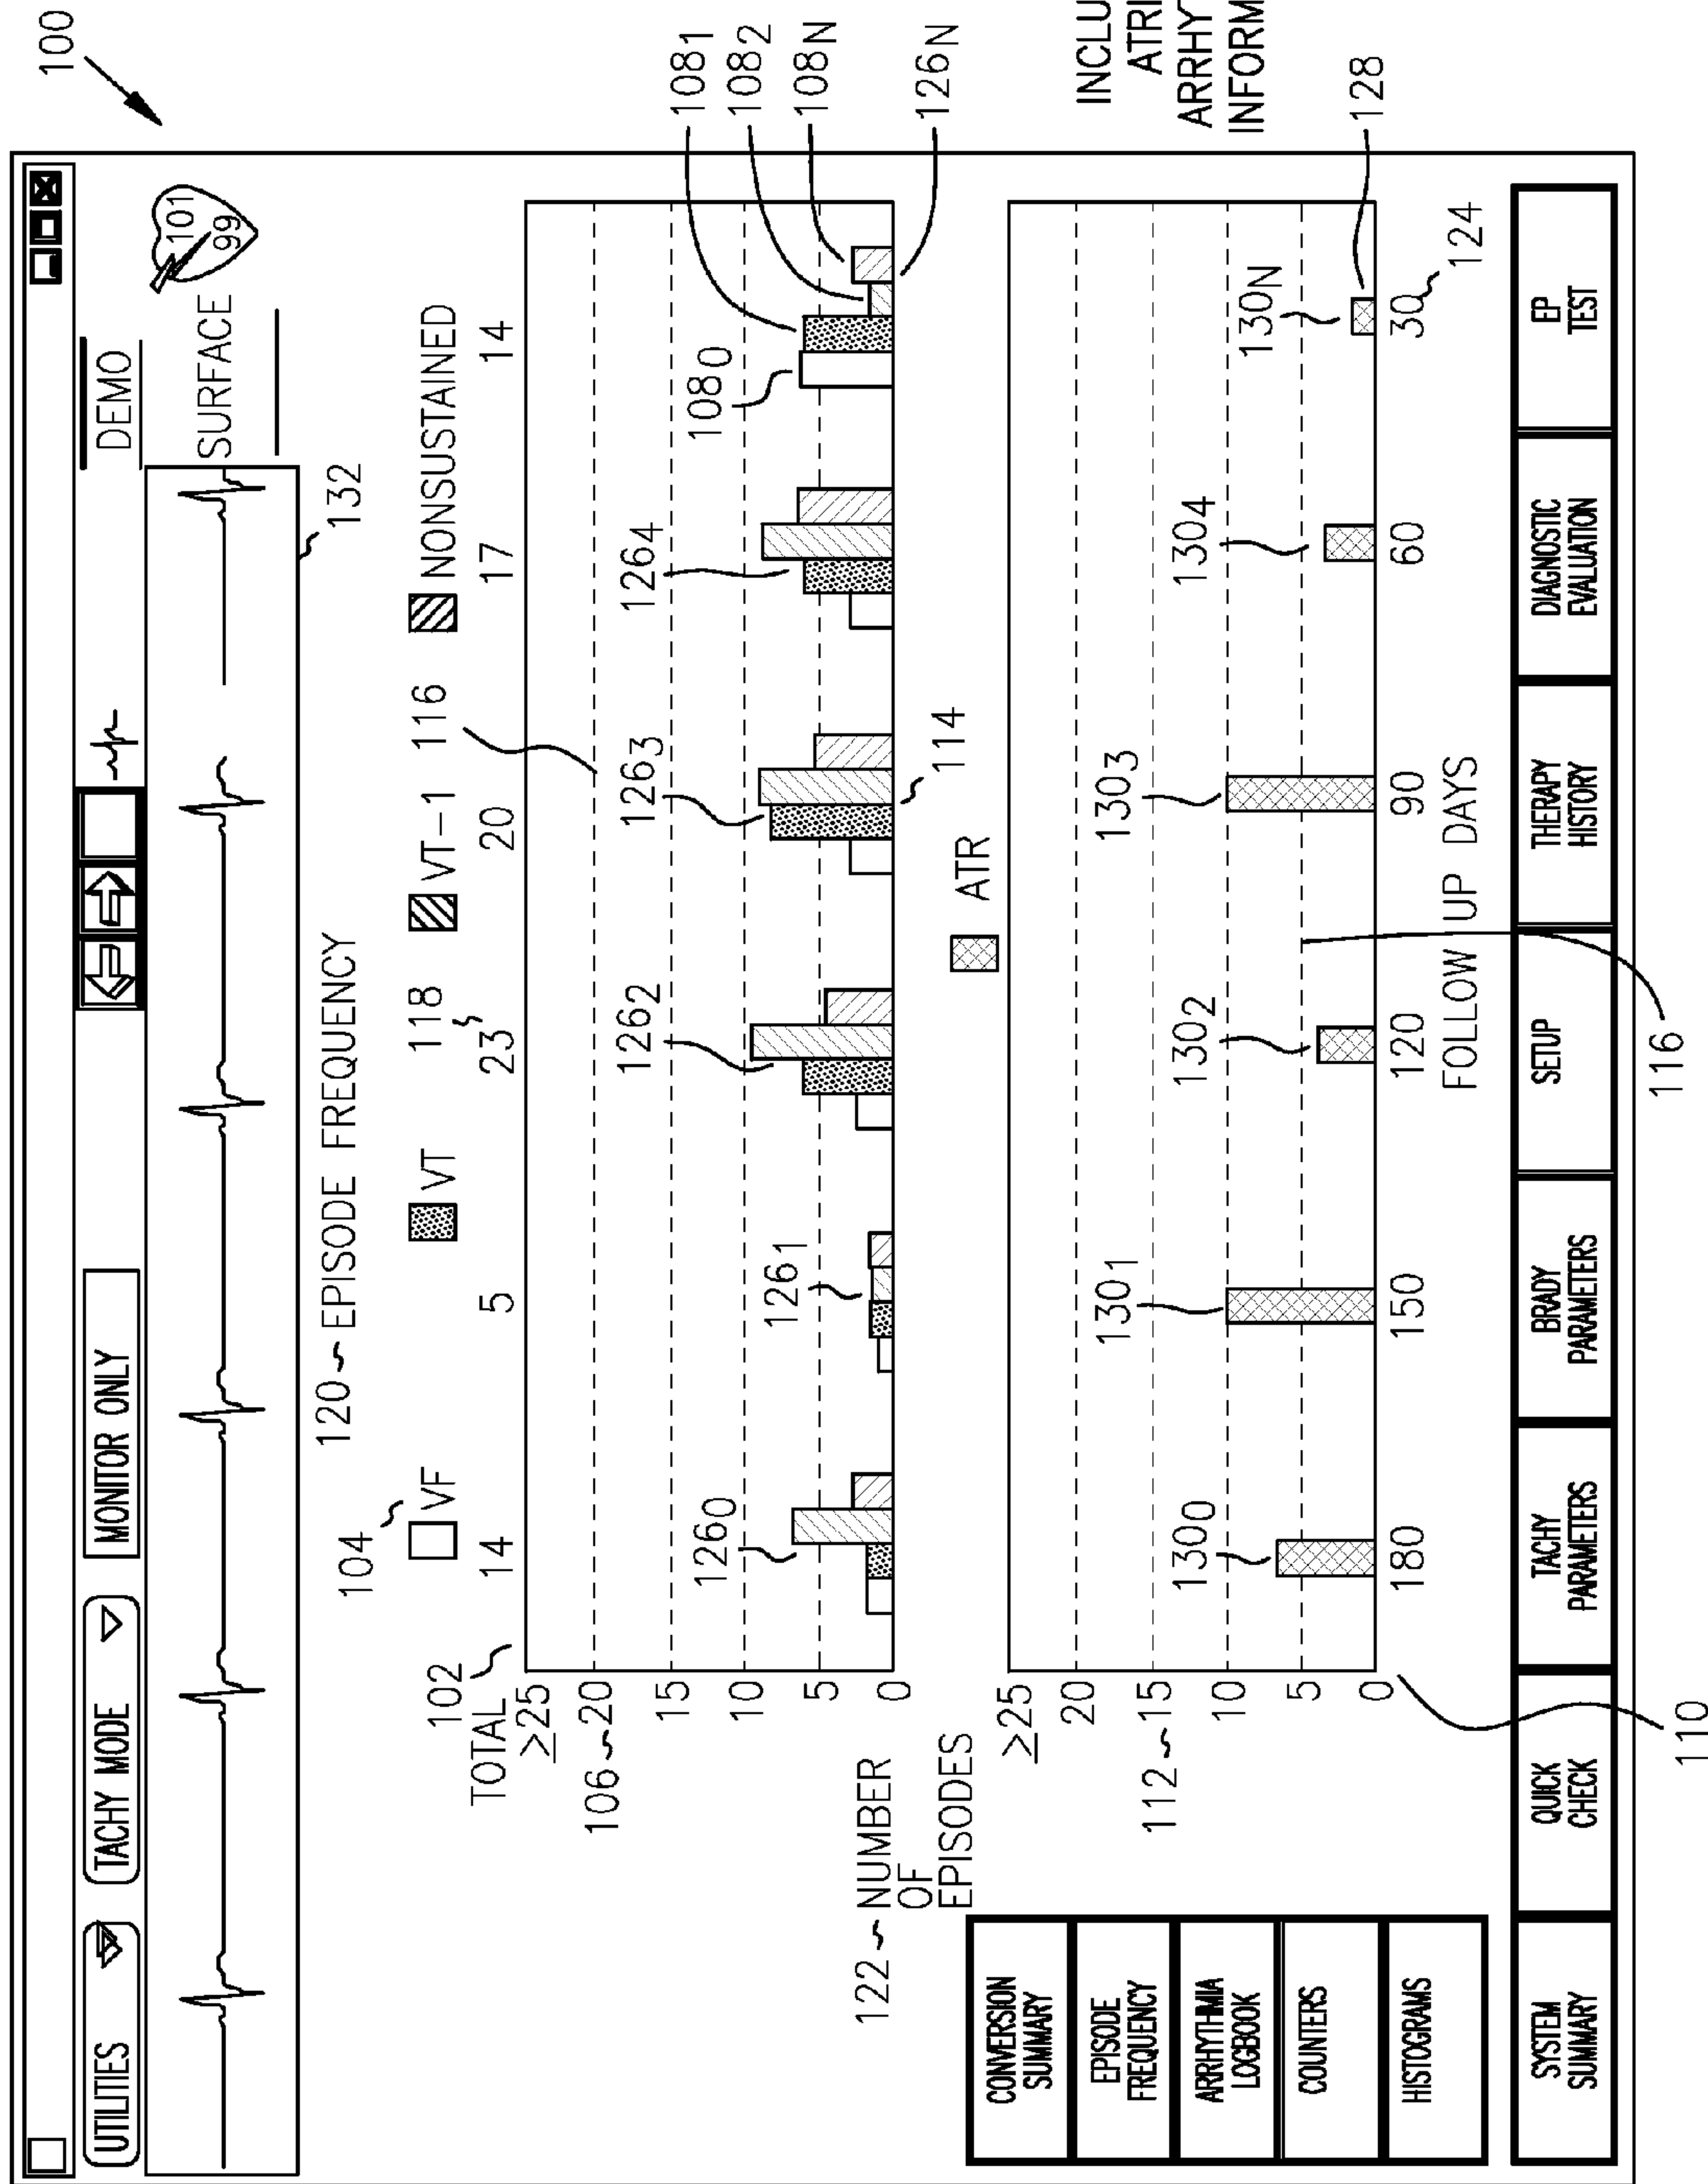 100
UTILITIES
TACHY MODE
MONITOR ONLY
DEMO
SURFACE
101
99
132
120
EPISODE FREQUENCY
104
VF
VT
118
VT-1
116
NONSUSTAINED
102
TOTAL
14
5
23
20
17
14
≥25
106
20
15
10
5
0
126₀
126₁
126₂
126₃
126₄
108₀
108₁
108₂
108N
126N
114
122
NUMBER
OF
EPISODES
ATR
≥25
20
112
15
10
5
0
130₀
130₁
130₂
130₃
130₄
130N
128
180
150
120
90
60
30
124
FOLLOW UP DAYS
INCLU
ATRI
ARRHY
INFORM
CONVERSION
SUMMARY
EPISODE
FREQUENCY
ARRHYTHMIA
LOGBOOK
COUNTERS
HISTOGRAMS
SYSTEM
SUMMARY
QUICK
CHECK
TACHY
PARAMETERS
BRADY
PARAMETERS
SETUP
THERAPY
HISTORY
DIAGNOSTIC
EVALUATION
EP
TEST
110
116